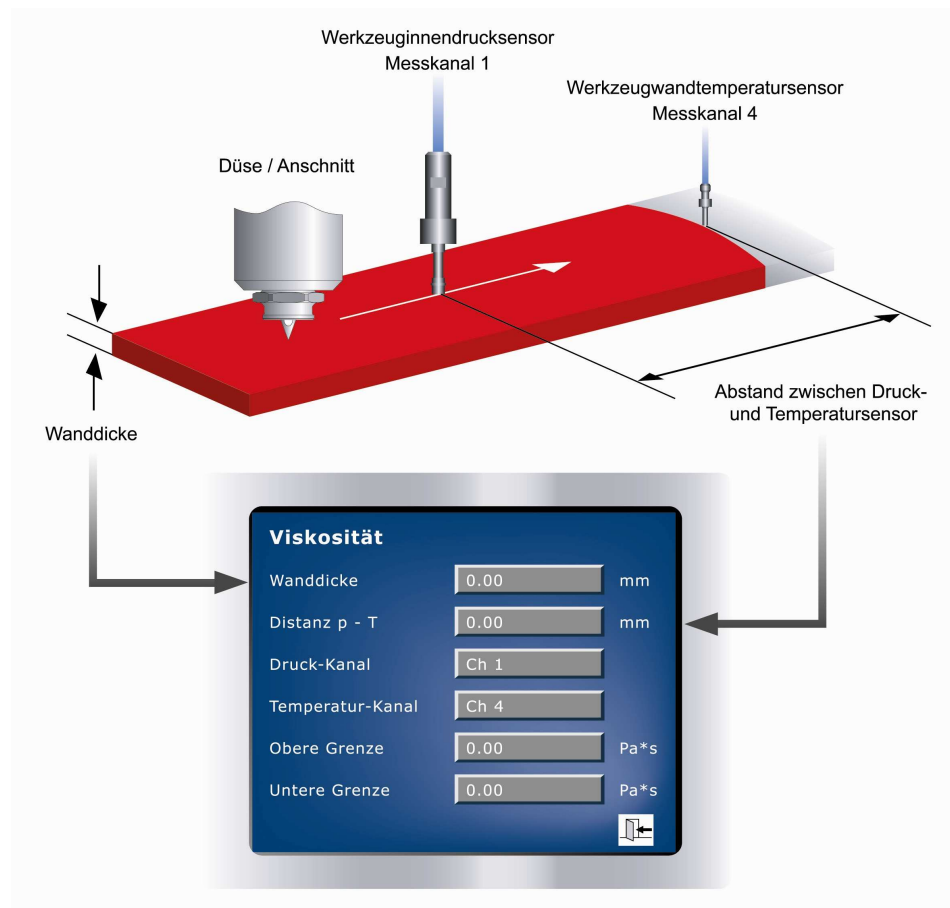 Werkzeuginnendrucksensor
Messkanal 1
Werkzeugwandtemperatursensor
Messkanal 4
Düse / Anschnitt
Abstand zwischen Druck-
und Temperatursensor
Wanddicke
Viskosität
Wanddicke 0.00 mm
Distanz p - T 0.00 mm
Druck-Kanal Ch 1
Temperatur-Kanal Ch 4
Obere Grenze 0.00 Pa*s
Untere Grenze 0.00 Pa*s